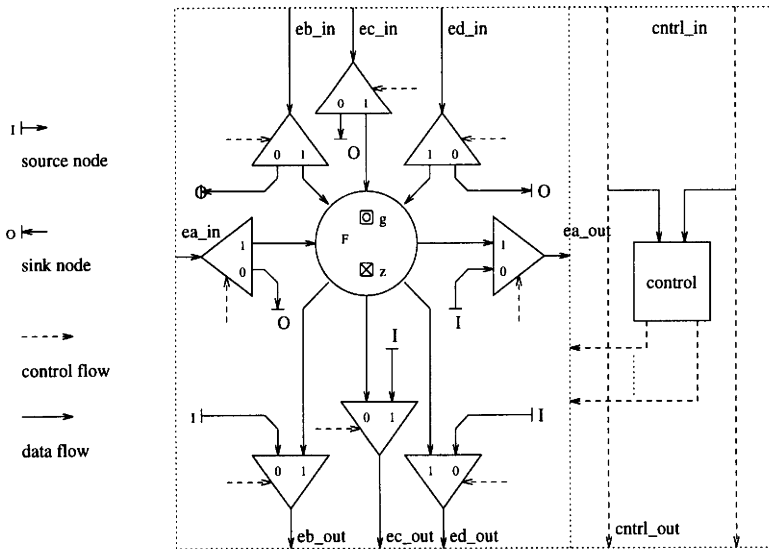 eb_in ec_in ed_in cntrl_in
0 1
I
O
source node
0 1
1 0
O
O
g
F
ea_in
ea_out
O
1
1
sink node
0
0
z
control
O
I
I
control flow
I
0 1
I
data flow
0 1
1 0
cntrl_out
eb_out ec_out ed_out